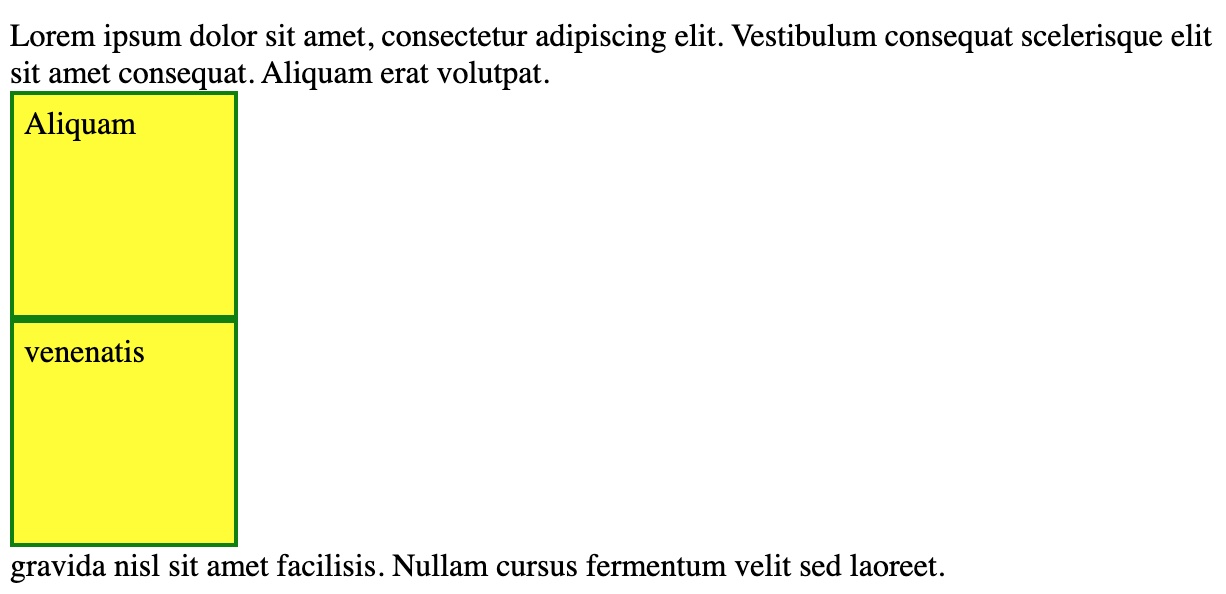 Lorem ipsum dolor sit amet, consectetur adipiscing elit. Vestibulum consequat scelerisque elit
sit amet consequat. Aliquam erat volutpat.
Aliquam
venenatis
gravida nisl sit amet facilisis. Nullam cursus fermentum velit sed laoreet.